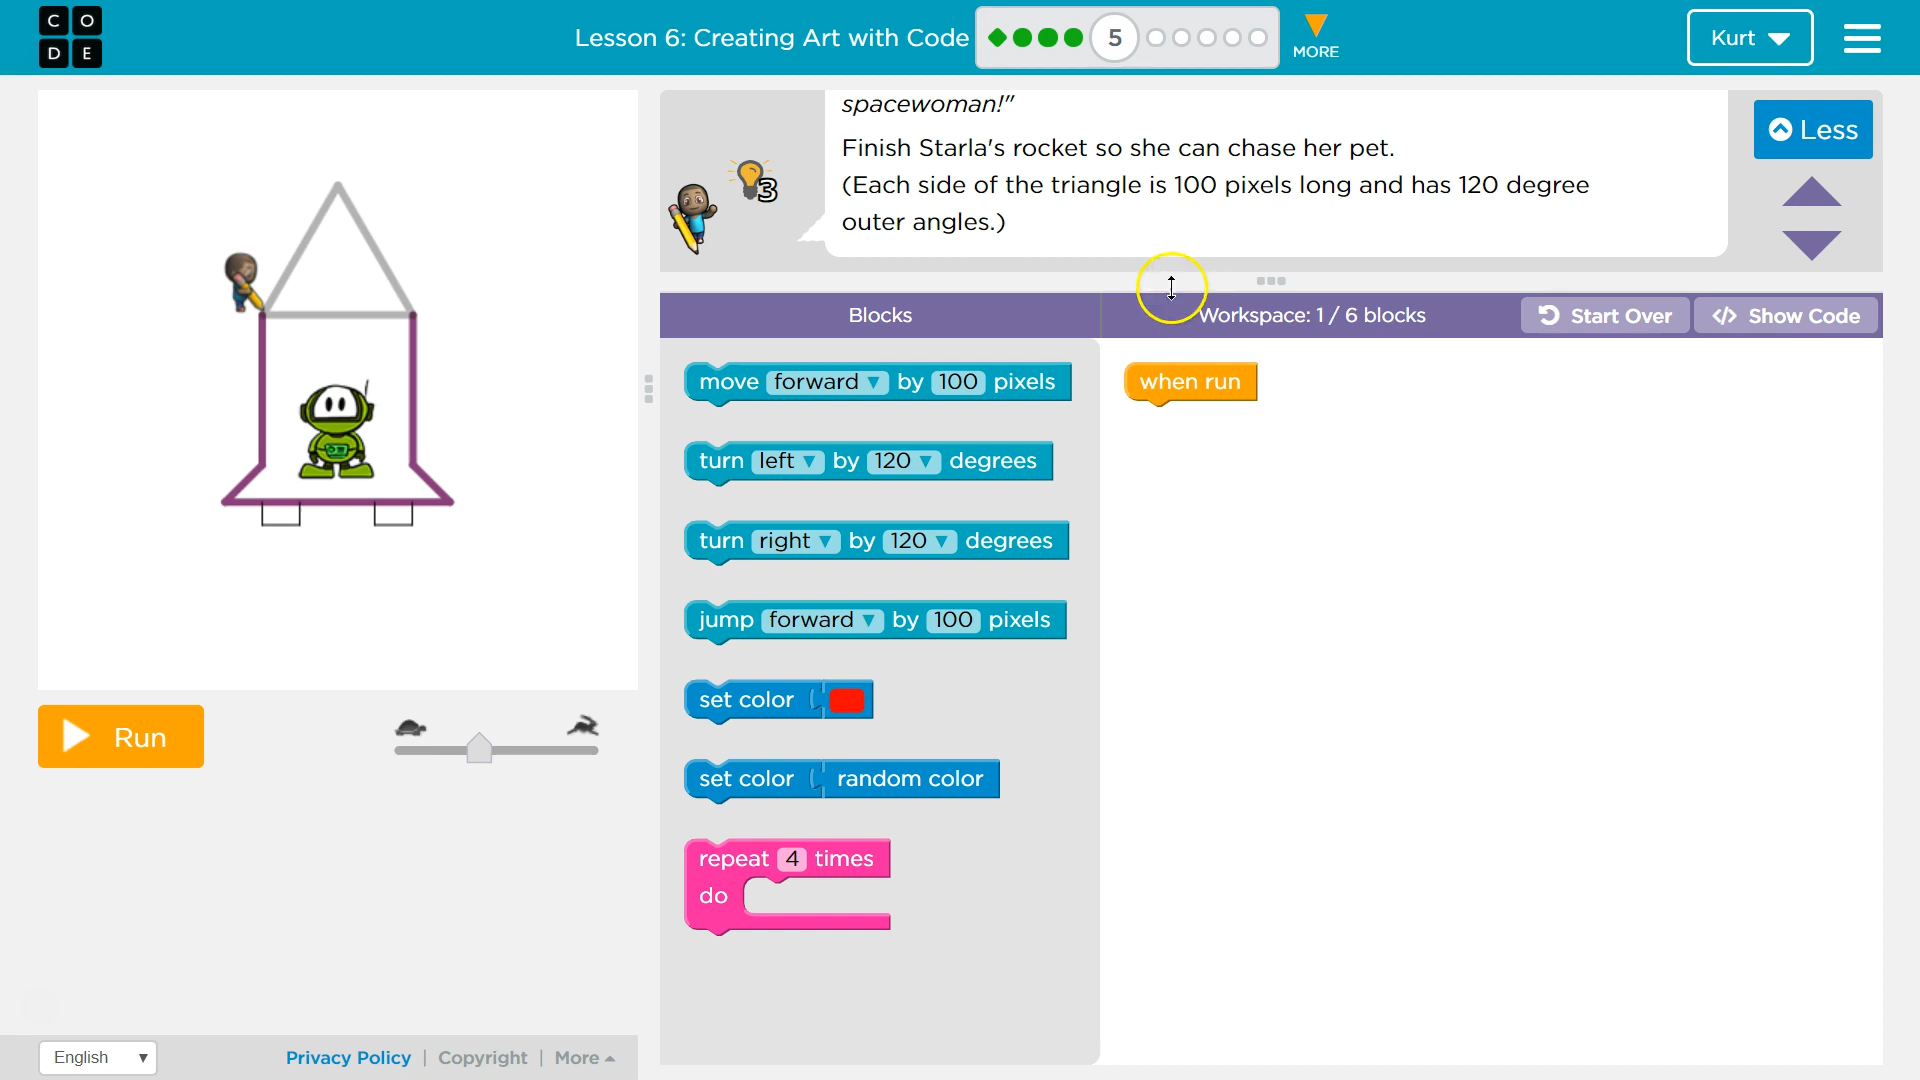 C O
D E
Lesson 6: Creating Art with Code
5
MORE
Kurt
spacewoman!"
Finish Starla's rocket so she can chase her pet.
(Each side of the triangle is 100 pixels long and has 120 degree
outer angles.)
3
Less
Blocks
Workspace: 1 / 6 blocks
Start Over
</> Show Code
move forward ▼ by 100 pixels
turn left ▼ by 120 ▼ degrees
turn right ▼ by 120 ▼ degrees
jump forward ▼ by 100 pixels
set color
set color random color
repeat 4 times
do
when run
Run
English ▼
Privacy Policy | Copyright | More